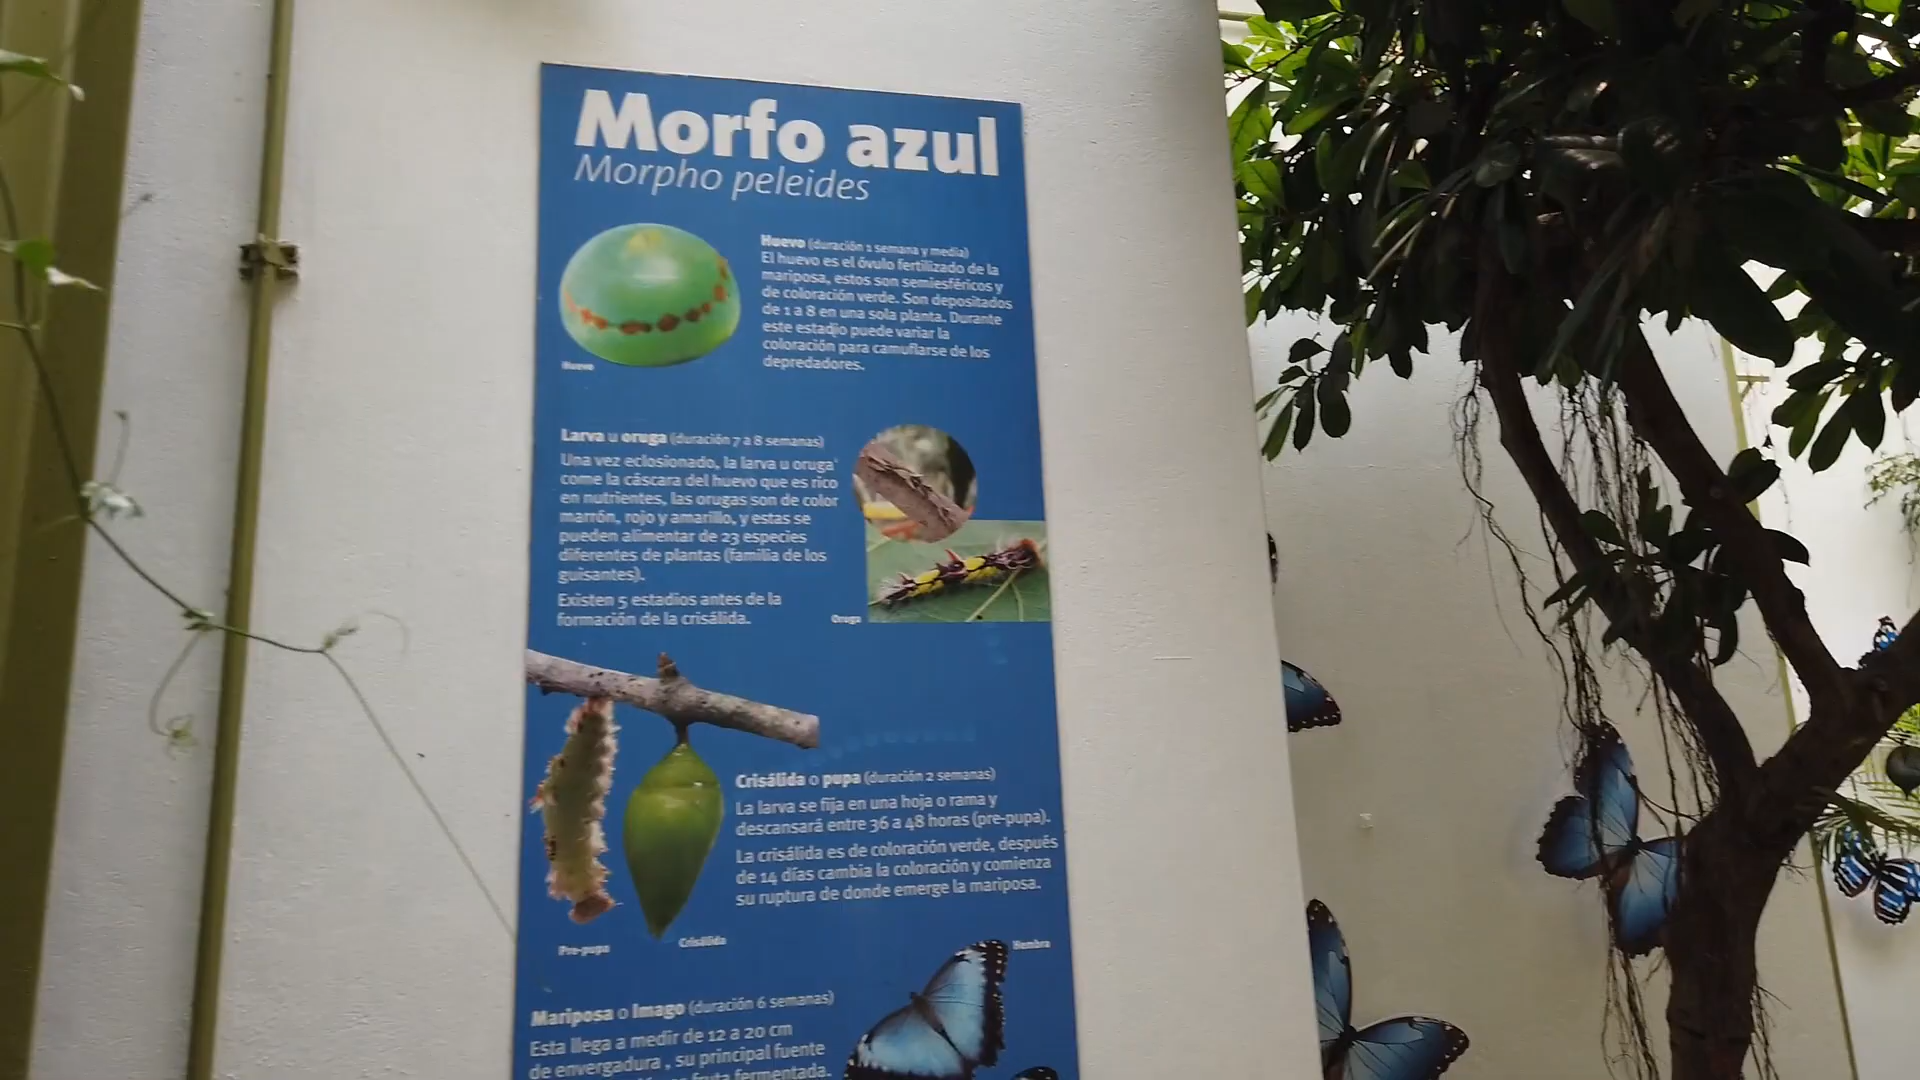 Morfo azul
Morpho peleides
Huevo (duración 1 semana y media)
El huevo es el óvulo fertilizado de la
mariposa, estos son semiesféricos y
de coloración verde. Son depositados
de 1 a 8 en una sola planta. Durante
este estadio puede variar la
coloración para camuflarse de los
depredadores.
Huevo
Larva u oruga (duración 7 a 8 semanas)
Una vez eclosionado, la larva u oruga
come la cáscara del huevo que es rico
en nutrientes, las orugas son de color
marrón, rojo y amarillo, y estas se
pueden alimentar de 23 especies
diferentes de plantas (familia de los
guisantes).
Existen 5 estadios antes de la
formación de la crisálida.
Oruga
Crisálida o pupa (duración 2 semanas)
La larva se fija en una hoja o rama y
descansará entre 36 a 48 horas (pre-pupa).
La crisálida es de coloración verde, después
de 14 días cambia la coloración y comienza
su ruptura de donde emerge la mariposa.
Pre-pupa
Crisálida
Hembra
Mariposa o Imago (duración 6 semanas)
Esta llega a medir de 12 a 20 cm
de envergadura , su principal fuente
fruta fermentada.